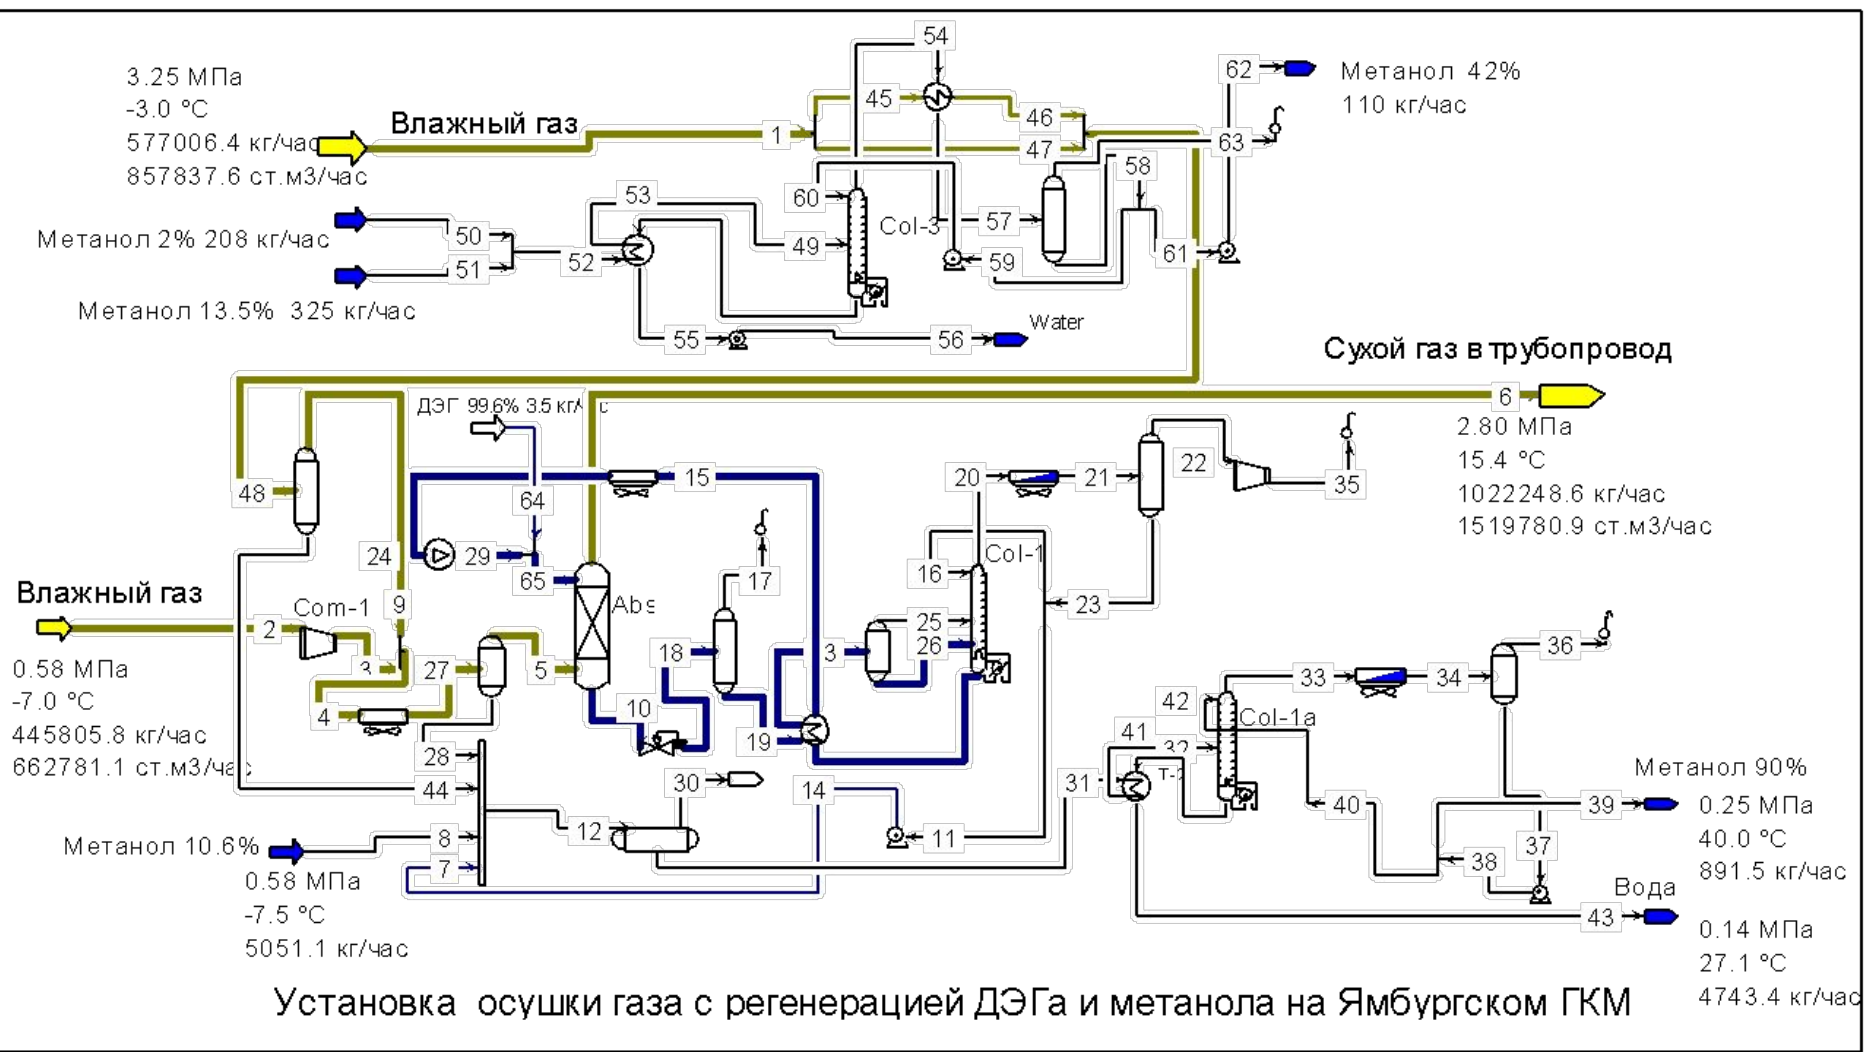 54
62
Метанол 42%
110 кг/час
3.25 МПа
-3.0 °C
577006.4 кг/час
857837.6 ст.м3/час
Влажный газ
1
45
46
47
63
58
60
53
Col-3
57
49
Метанол 2% 208 кг/час
50
51
52
59
61
Метанол 13.5% 325 кг/час
55
56
Water
Сухой газ в трубопровод
6
2.80 МПа
15.4 °C
1022248.6 кг/час
1519780.9 ст.м3/час
ДЭГ 99.6% 3.5 кг/
48
15
64
20
21
22
35
24
29
65
17
Col-1
16
23
Влажный газ
Com-1
9
2
3
Abs
25
26
18
3
27
5
0.58 МПа
-7.0 °C
445805.8 кг/час
662781.1 ст.м3/час
4
10
19
28
44
30
14
36
33
34
42
Col-1a
41
32
31
Метанол 90%
40
39
0.25 МПа
40.0 °C
891.5 кг/час
Метанол 10.6%
8
12
11
7
37
38
0.58 МПа
-7.5 °C
5051.1 кг/час
Вода
43
0.14 МПа
27.1 °C
4743.4 кг/час
Установка осушки газа с регенерацией ДЭГа и метанола на Ямбургском ГКМ